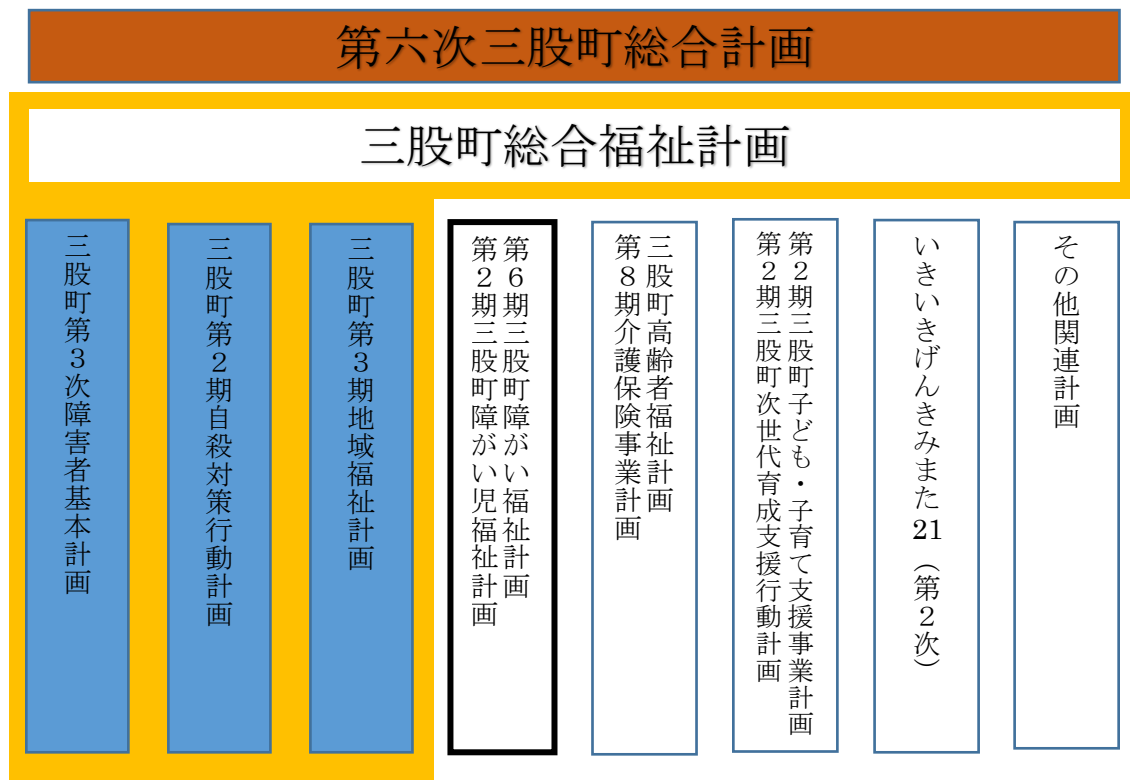 第六次三股町総合計画
三股町総合福祉計画
三股町第３次障害者基本計画
三股町第２期自殺対策行動計画
三股町第３期地域福祉計画
第６期三股町障がい福祉計画
第２期三股町障がい児福祉計画
三股町高齢者福祉計画
第８期介護保険事業計画
第２期三股町子ども・子育て支援事業計画
第２期三股町次世代育成支援行動計画
いきいきげんきみまた21（第２次）
その他関連計画